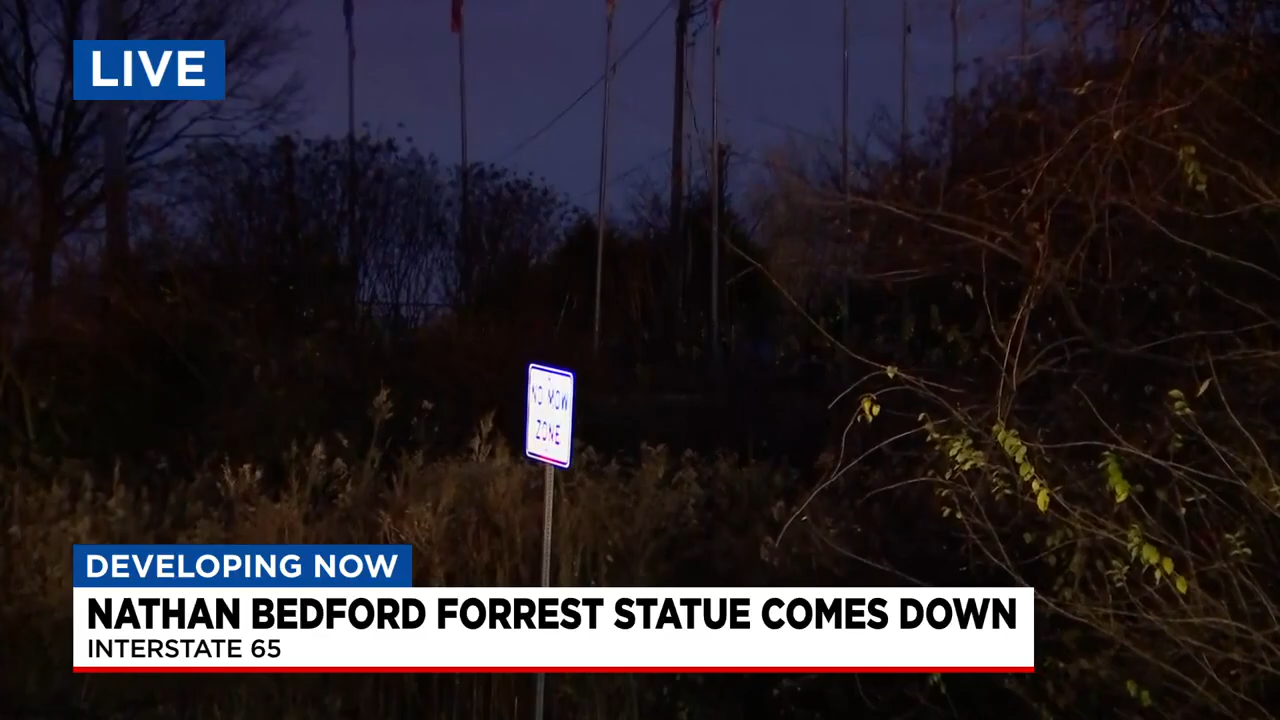 LIVE
NO MOW
ZONE
DEVELOPING NOW
NATHAN BEDFORD FORREST STATUE COMES DOWN
INTERSTATE 65